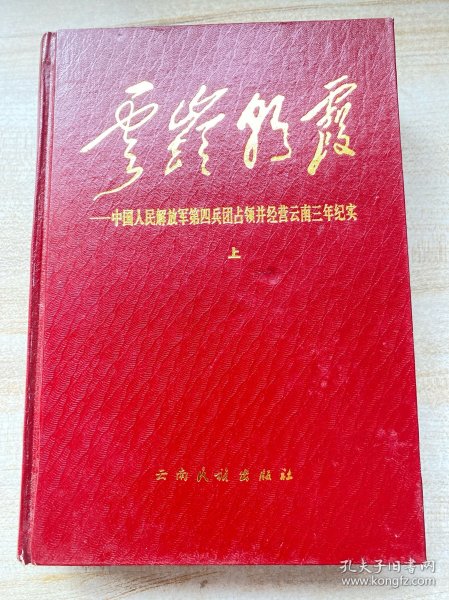 云岭朝霞
——中国人民解放军第四兵团占领并经营云南三年纪实
上
云南民族出版社
孔夫子旧书网
www.kongfz.com